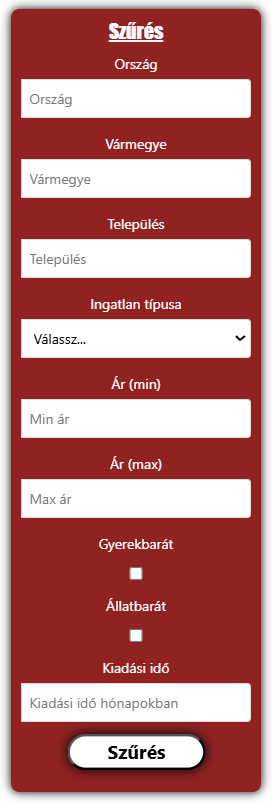 Szűrés
Ország
Ország
Vármegye
Vármegye
Település
Település
Ingatlan típusa
Válassz...
Ár (min)
Min ár
Ár (max)
Max ár
Gyerekbarát
Állatbarát
Kiadási idő
Kiadási idő hónapokban
Szűrés